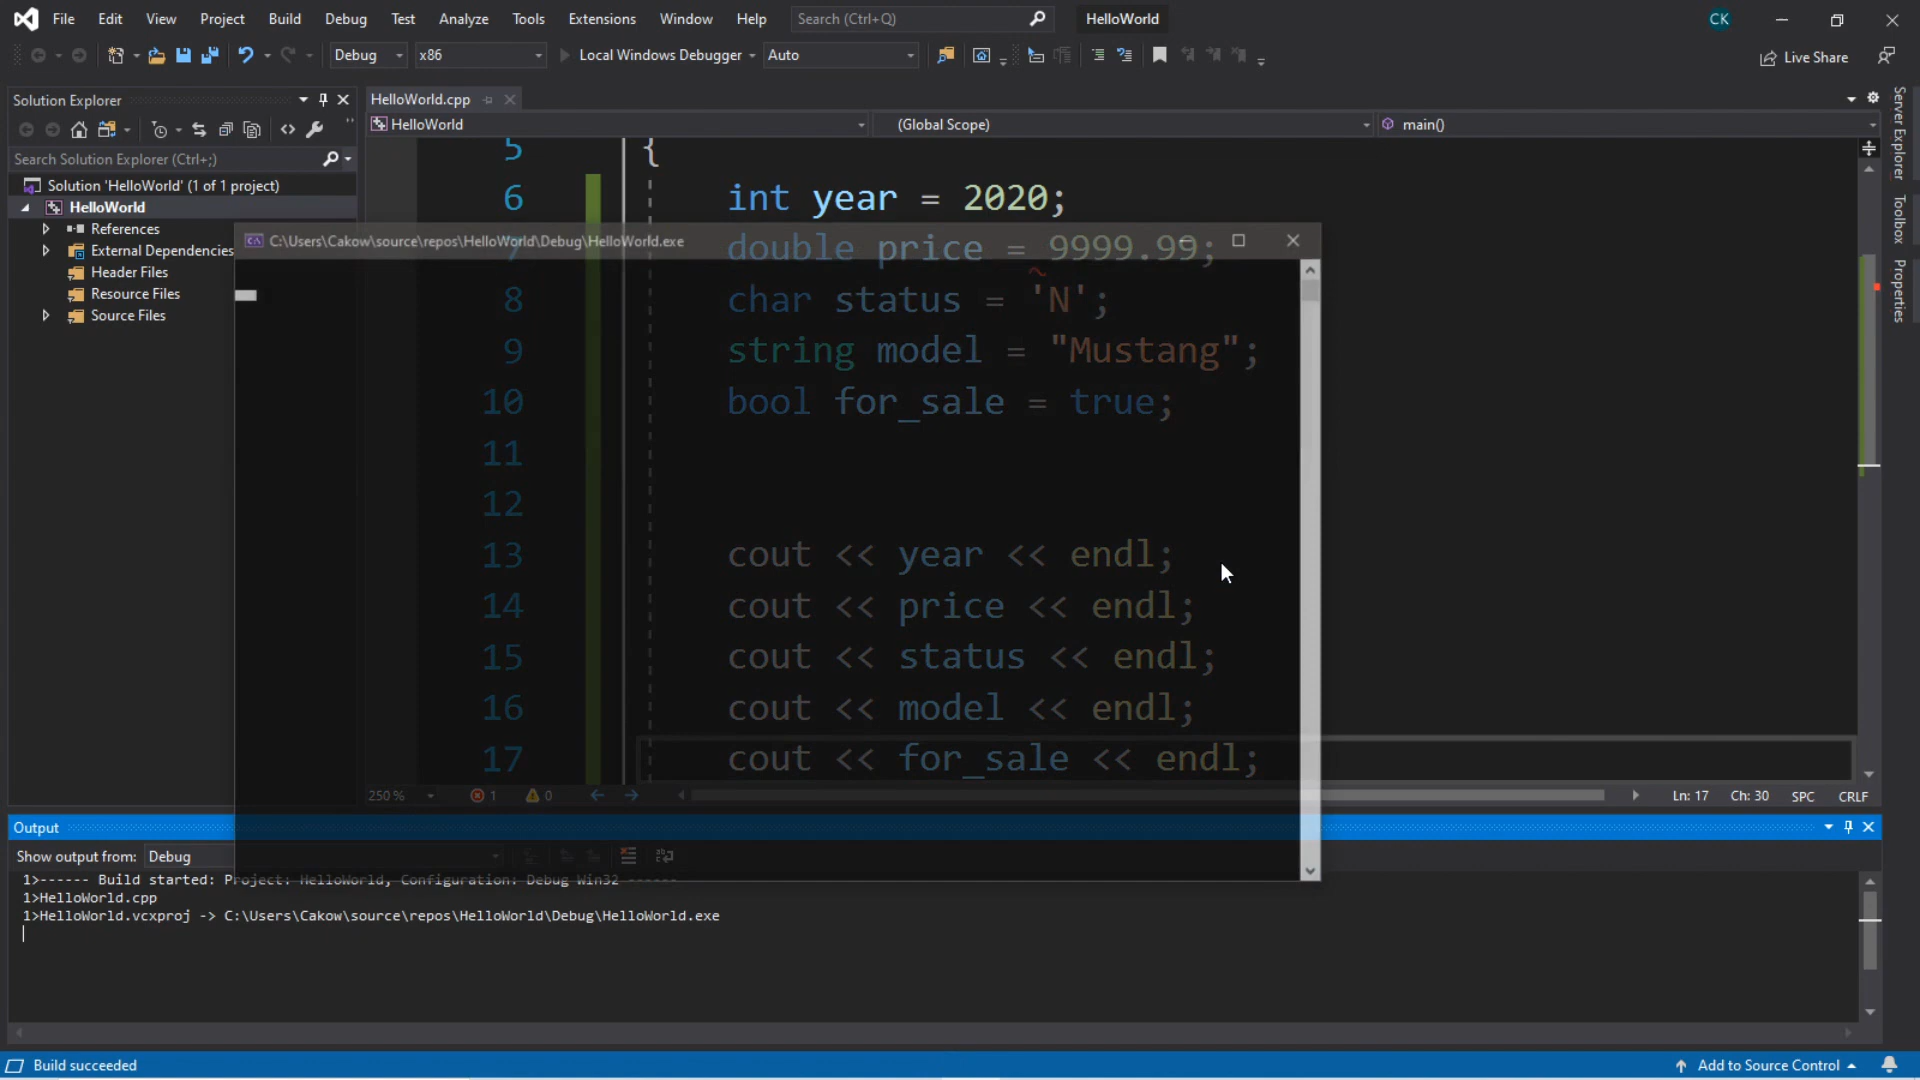 File Edit View Project Build Debug Test Analyze Tools Extensions Window Help Search (Ctrl+Q) HelloWorld CK
Debug x86 Local Windows Debugger Auto Live Share
Solution Explorer
Search Solution Explorer (Ctrl+;)
Solution 'HelloWorld' (1 of 1 project)
HelloWorld
References
External Dependencies
Header Files
Resource Files
Source Files
HelloWorld.cpp
HelloWorld (Global Scope) main()
C:\Users\Cakow\source\repos\HelloWorld\Debug\HelloWorld.exe
5 {
6 int year = 2020;
7 double price = 9999.99;
8 char status = 'N';
9 string model = "Mustang";
10 bool for_sale = true;
11
12
13 cout << year << endl;
14 cout << price << endl;
15 cout << status << endl;
16 cout << model << endl;
17 cout << for_sale << endl;
250 % 1 0 Ln: 17 Ch: 30 SPC CRLF
Server Explorer
Toolbox
Properties
Output
Show output from: Debug
1>------ Build started: Project: HelloWorld, Configuration: Debug Win32 ------
1>HelloWorld.cpp
1>HelloWorld.vcxproj -> C:\Users\Cakow\source\repos\HelloWorld\Debug\HelloWorld.exe
Build succeeded Add to Source Control